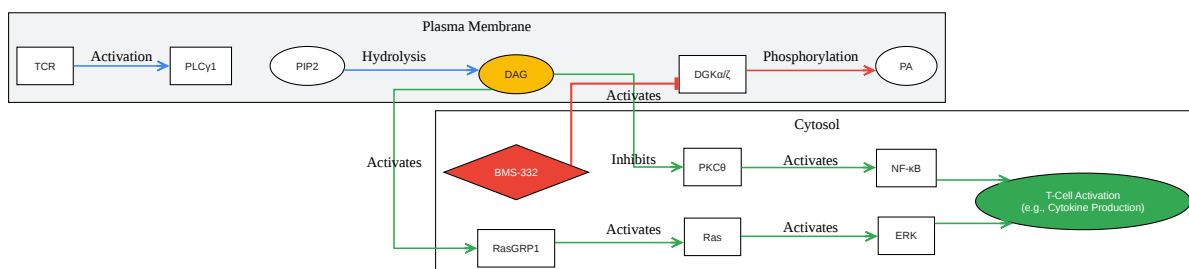 Plasma Membrane
TCR
Activation
PLCγ1
PIP2
Hydrolysis
DAG
DGKα/ζ
Phosphorylation
PA
Activates
Cytosol
Activates
BMS-332
Inhibits
PKCθ
Activates
NF-κB
T-Cell Activation
(e.g., Cytokine Production)
RasGRP1
Activates
Ras
Activates
ERK